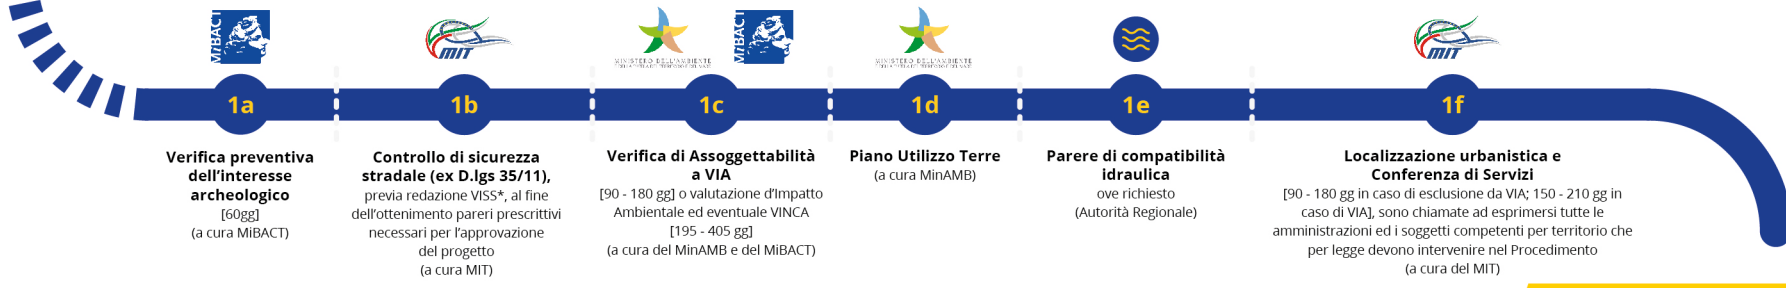 MiBACT
MIT
MINISTERO DELL'AMBIENTE
MiBACT
MINISTERO DELL'AMBIENTE
MIT
1a
1b
1c
1d
1e
1f
Verifica preventiva
dell'interesse
archeologico
[60gg]
(a cura MiBACT)
Controllo di sicurezza
stradale (ex D.lgs 35/11),
previa redazione VISS*, al fine
dell'ottenimento pareri prescrittivi
necessari per l'approvazione
del progetto
(a cura MIT)
Verifica di Assoggettabilità
a VIA
[90 - 180 gg] o valutazione d'Impatto
Ambientale ed eventuale VINCA
[195 - 405 gg]
(a cura del MinAMB e del MiBACT)
Piano Utilizzo Terre
(a cura MinAMB)
Parere di compatibilità
idraulica
ove richiesto
(Autorità Regionale)
Localizzazione urbanistica e
Conferenza di Servizi
[90 - 180 gg in caso di esclusione da VIA; 150 - 210 gg in
caso di VIA], sono chiamate ad esprimersi tutte le
amministrazioni ed i soggetti competenti per territorio che
per legge devono intervenire nel Procedimento
(a cura del MIT)